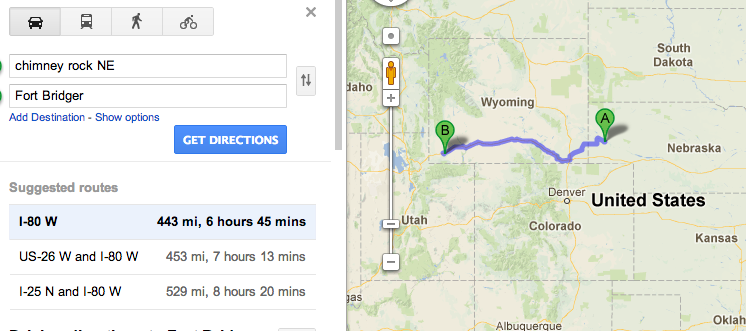 chimney rock NE
Fort Bridger
Add Destination - Show options
GET DIRECTIONS
Suggested routes
I-80 W 443 mi, 6 hours 45 mins
US-26 W and I-80 W 453 mi, 7 hours 13 mins
I-25 N and I-80 W 529 mi, 8 hours 20 mins
daho
Wyoming
South
Dakota
B
A
Nebraska
Denver
United States
Utah
Colorado
Kansas
gas
Albuquerque
Oklah